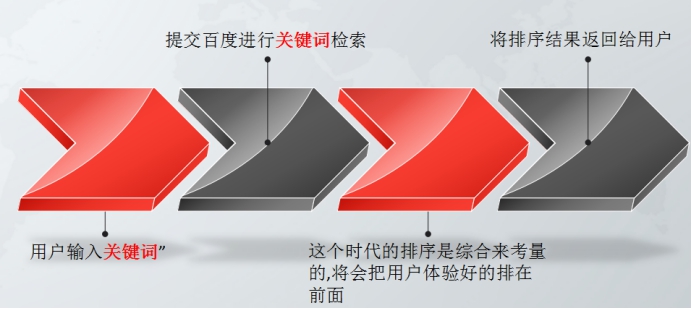 提交百度进行关键词检索
将排序结果返回给用户
用户输入关键词”
这个时代的排序是综合来考量
的,将会把用户体验好的排在
前面